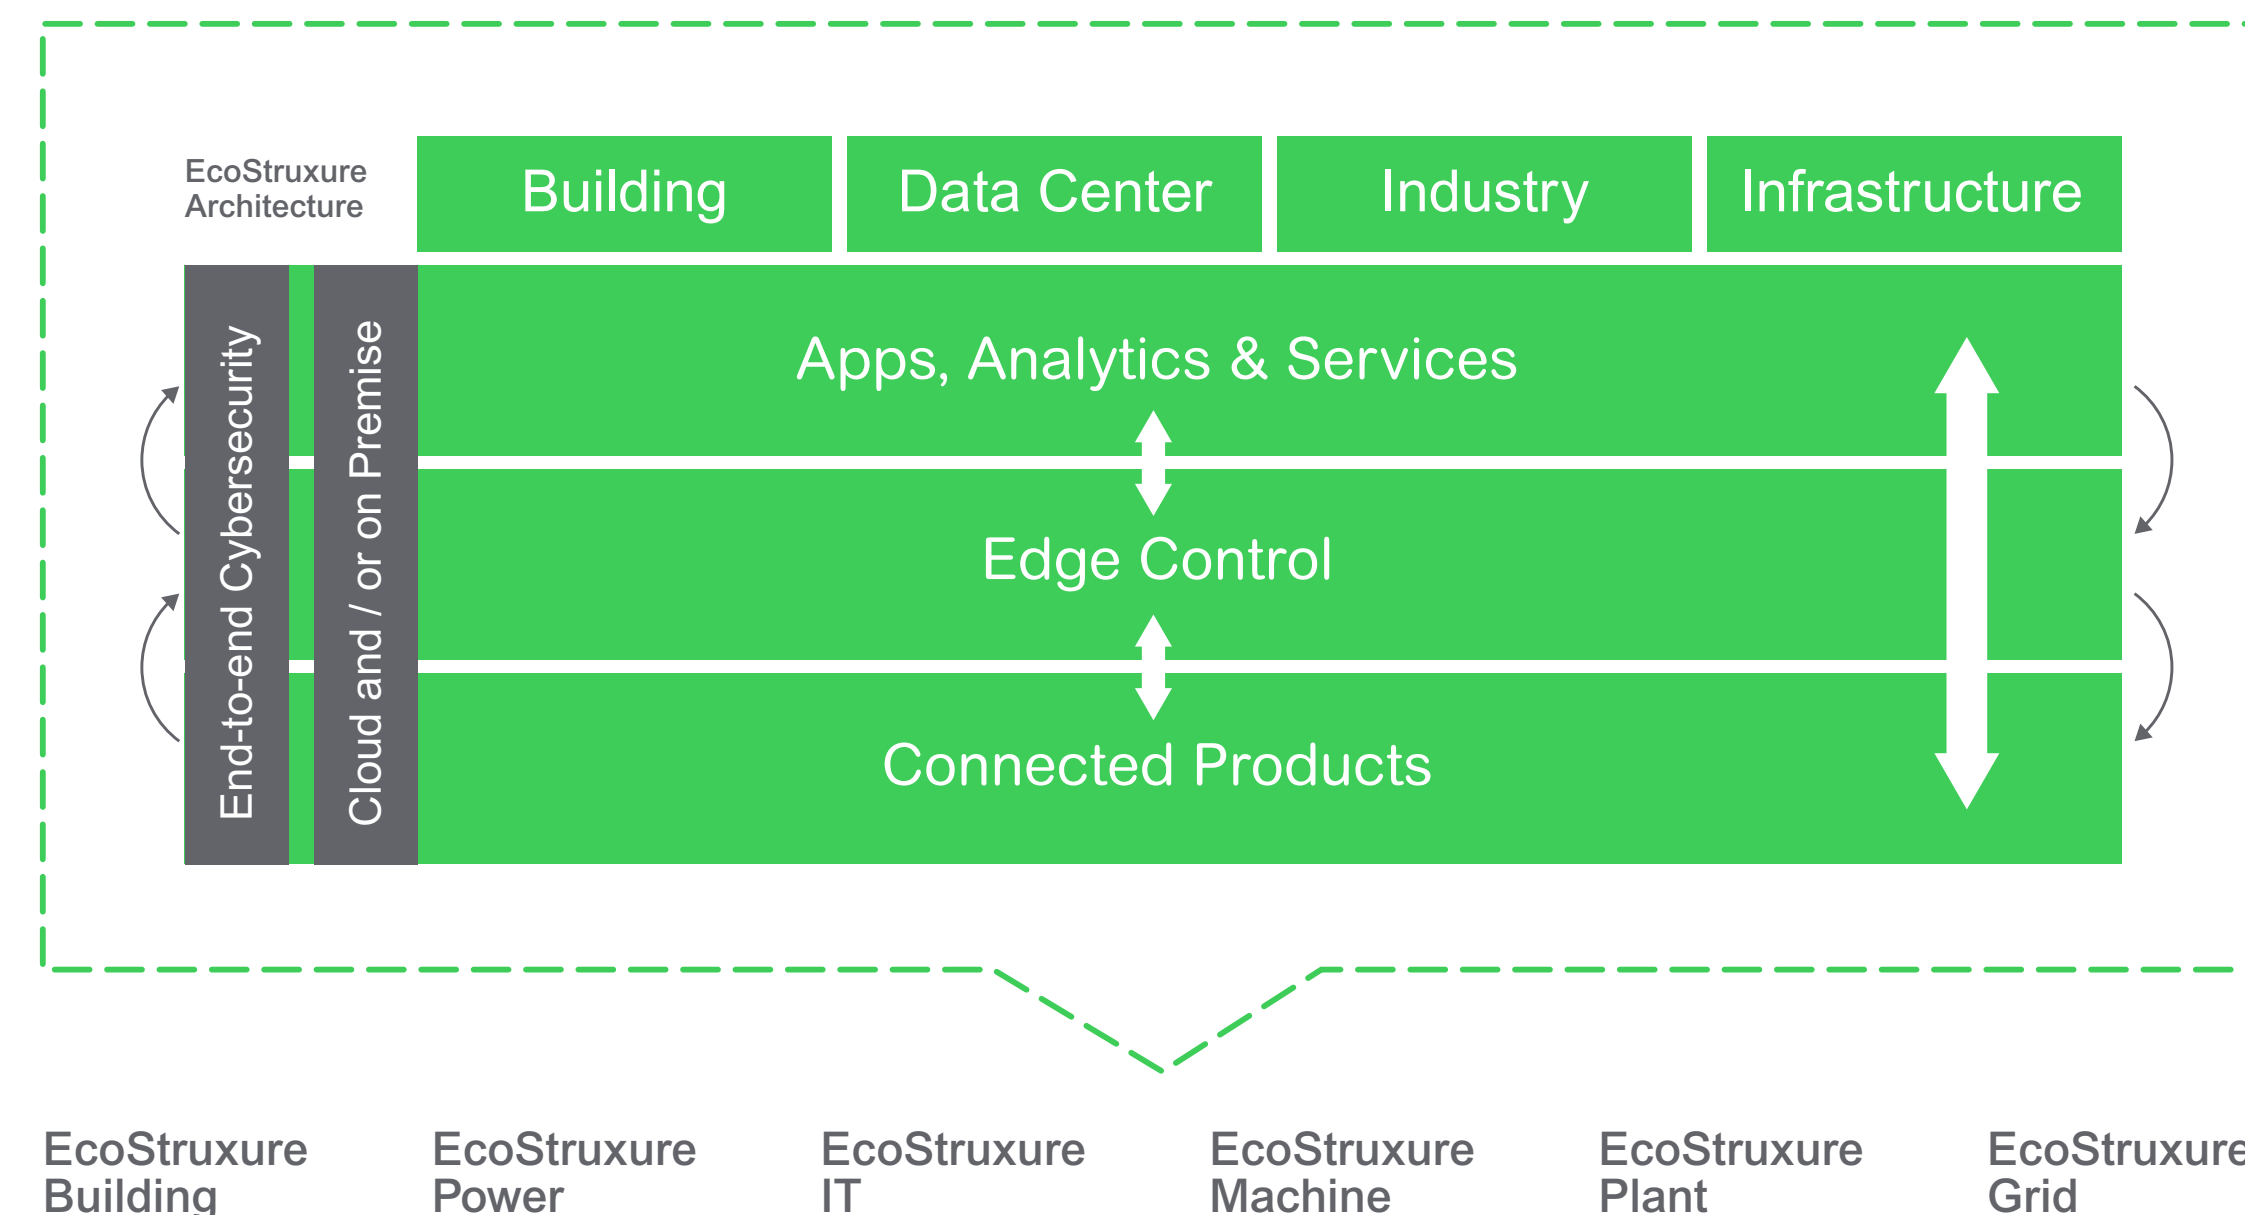 EcoStruxure
Architecture
Building
Data Center
Industry
Infrastructure
End-to-end Cybersecurity
Cloud and / or on Premise
Apps, Analytics & Services
Edge Control
Connected Products
EcoStruxure
Building
EcoStruxure
Power
EcoStruxure
IT
EcoStruxure
Machine
EcoStruxure
Plant
EcoStruxure
Grid